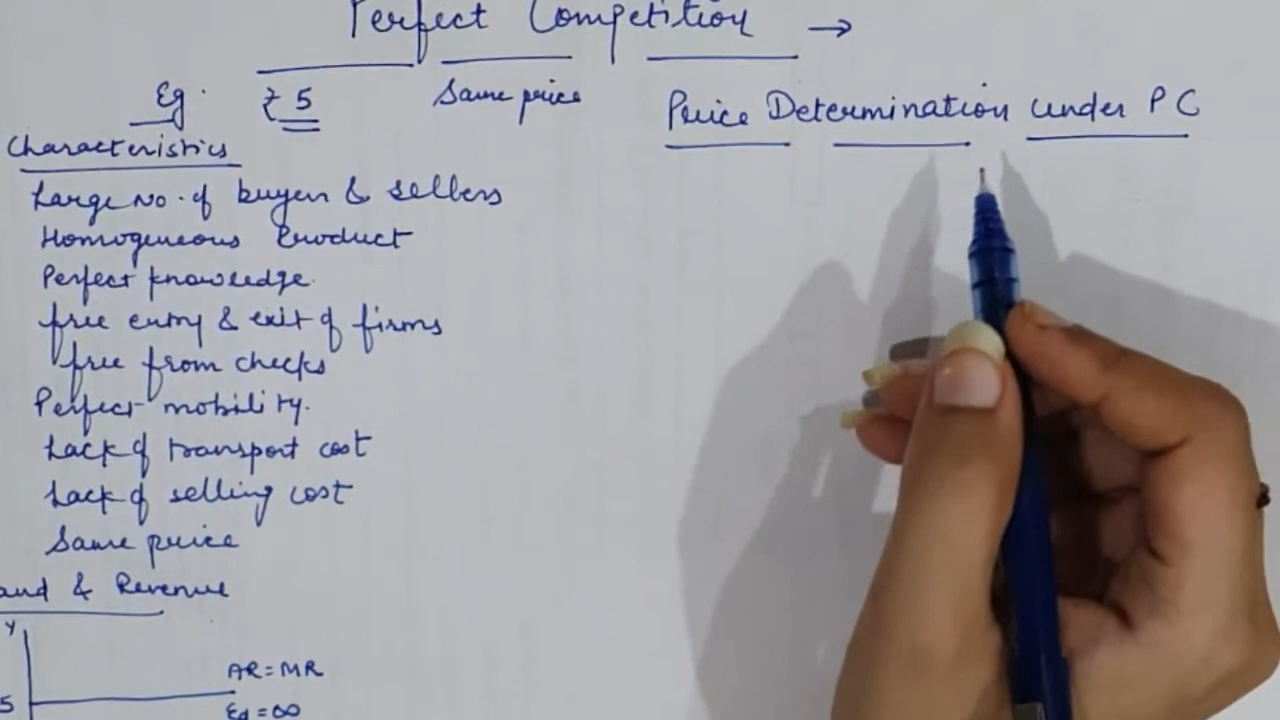 Perfect Competition →
Eg. ₹ 5 Same price
Price Determination under PC
Characteristics
Large No. of buyers & sellers
Homogeneous Product
Perfect knowledge.
free entry & exit of firms
free from checks
Perfect mobility.
Lack of transport cost
Lack of selling cost
Same price
and & Revenue
Y
AR=MR
5
Ed=∞